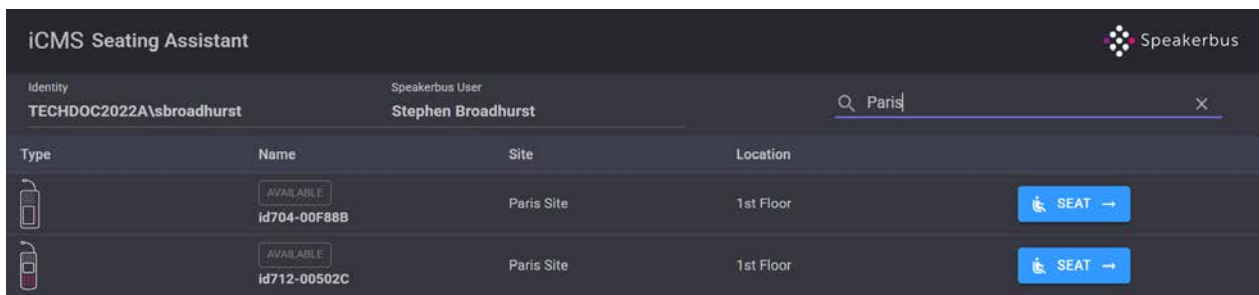 iCMS Seating Assistant
Speakerbus
Identity
Speakerbus User
TECHDOC2022A\sbroadhurst
Stephen Broadhurst
Paris
Type Name Site Location
AVAILABLE
id704-00F88B
Paris Site
1st Floor
SEAT →
AVAILABLE
id712-00502C
Paris Site
1st Floor
SEAT →